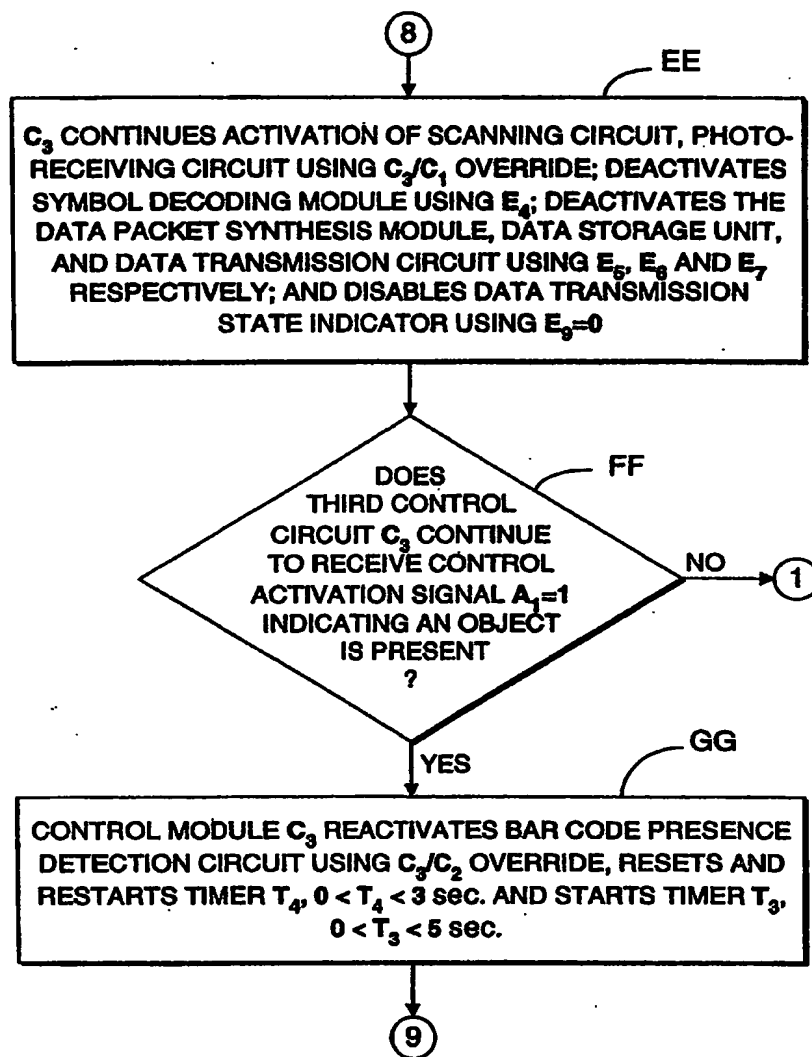 8
EE
C₃ CONTINUES ACTIVATION OF SCANNING CIRCUIT, PHOTO-
RECEIVING CIRCUIT USING C₃/C₁ OVERRIDE; DEACTIVATES
SYMBOL DECODING MODULE USING E₄; DEACTIVATES THE
DATA PACKET SYNTHESIS MODULE, DATA STORAGE UNIT,
AND DATA TRANSMISSION CIRCUIT USING E₅, E₆ AND E₇
RESPECTIVELY; AND DISABLES DATA TRANSMISSION
STATE INDICATOR USING E₉=0
FF
DOES
THIRD CONTROL
CIRCUIT C₃ CONTINUE
TO RECEIVE CONTROL
ACTIVATION SIGNAL A₁=1
INDICATING AN OBJECT
IS PRESENT
?
NO
1
YES
GG
CONTROL MODULE C₃ REACTIVATES BAR CODE PRESENCE
DETECTION CIRCUIT USING C₃/C₂ OVERRIDE, RESETS AND
RESTARTS TIMER T₄, 0 < T₄ < 3 sec. AND STARTS TIMER T₃,
0 < T₃ < 5 sec.
9